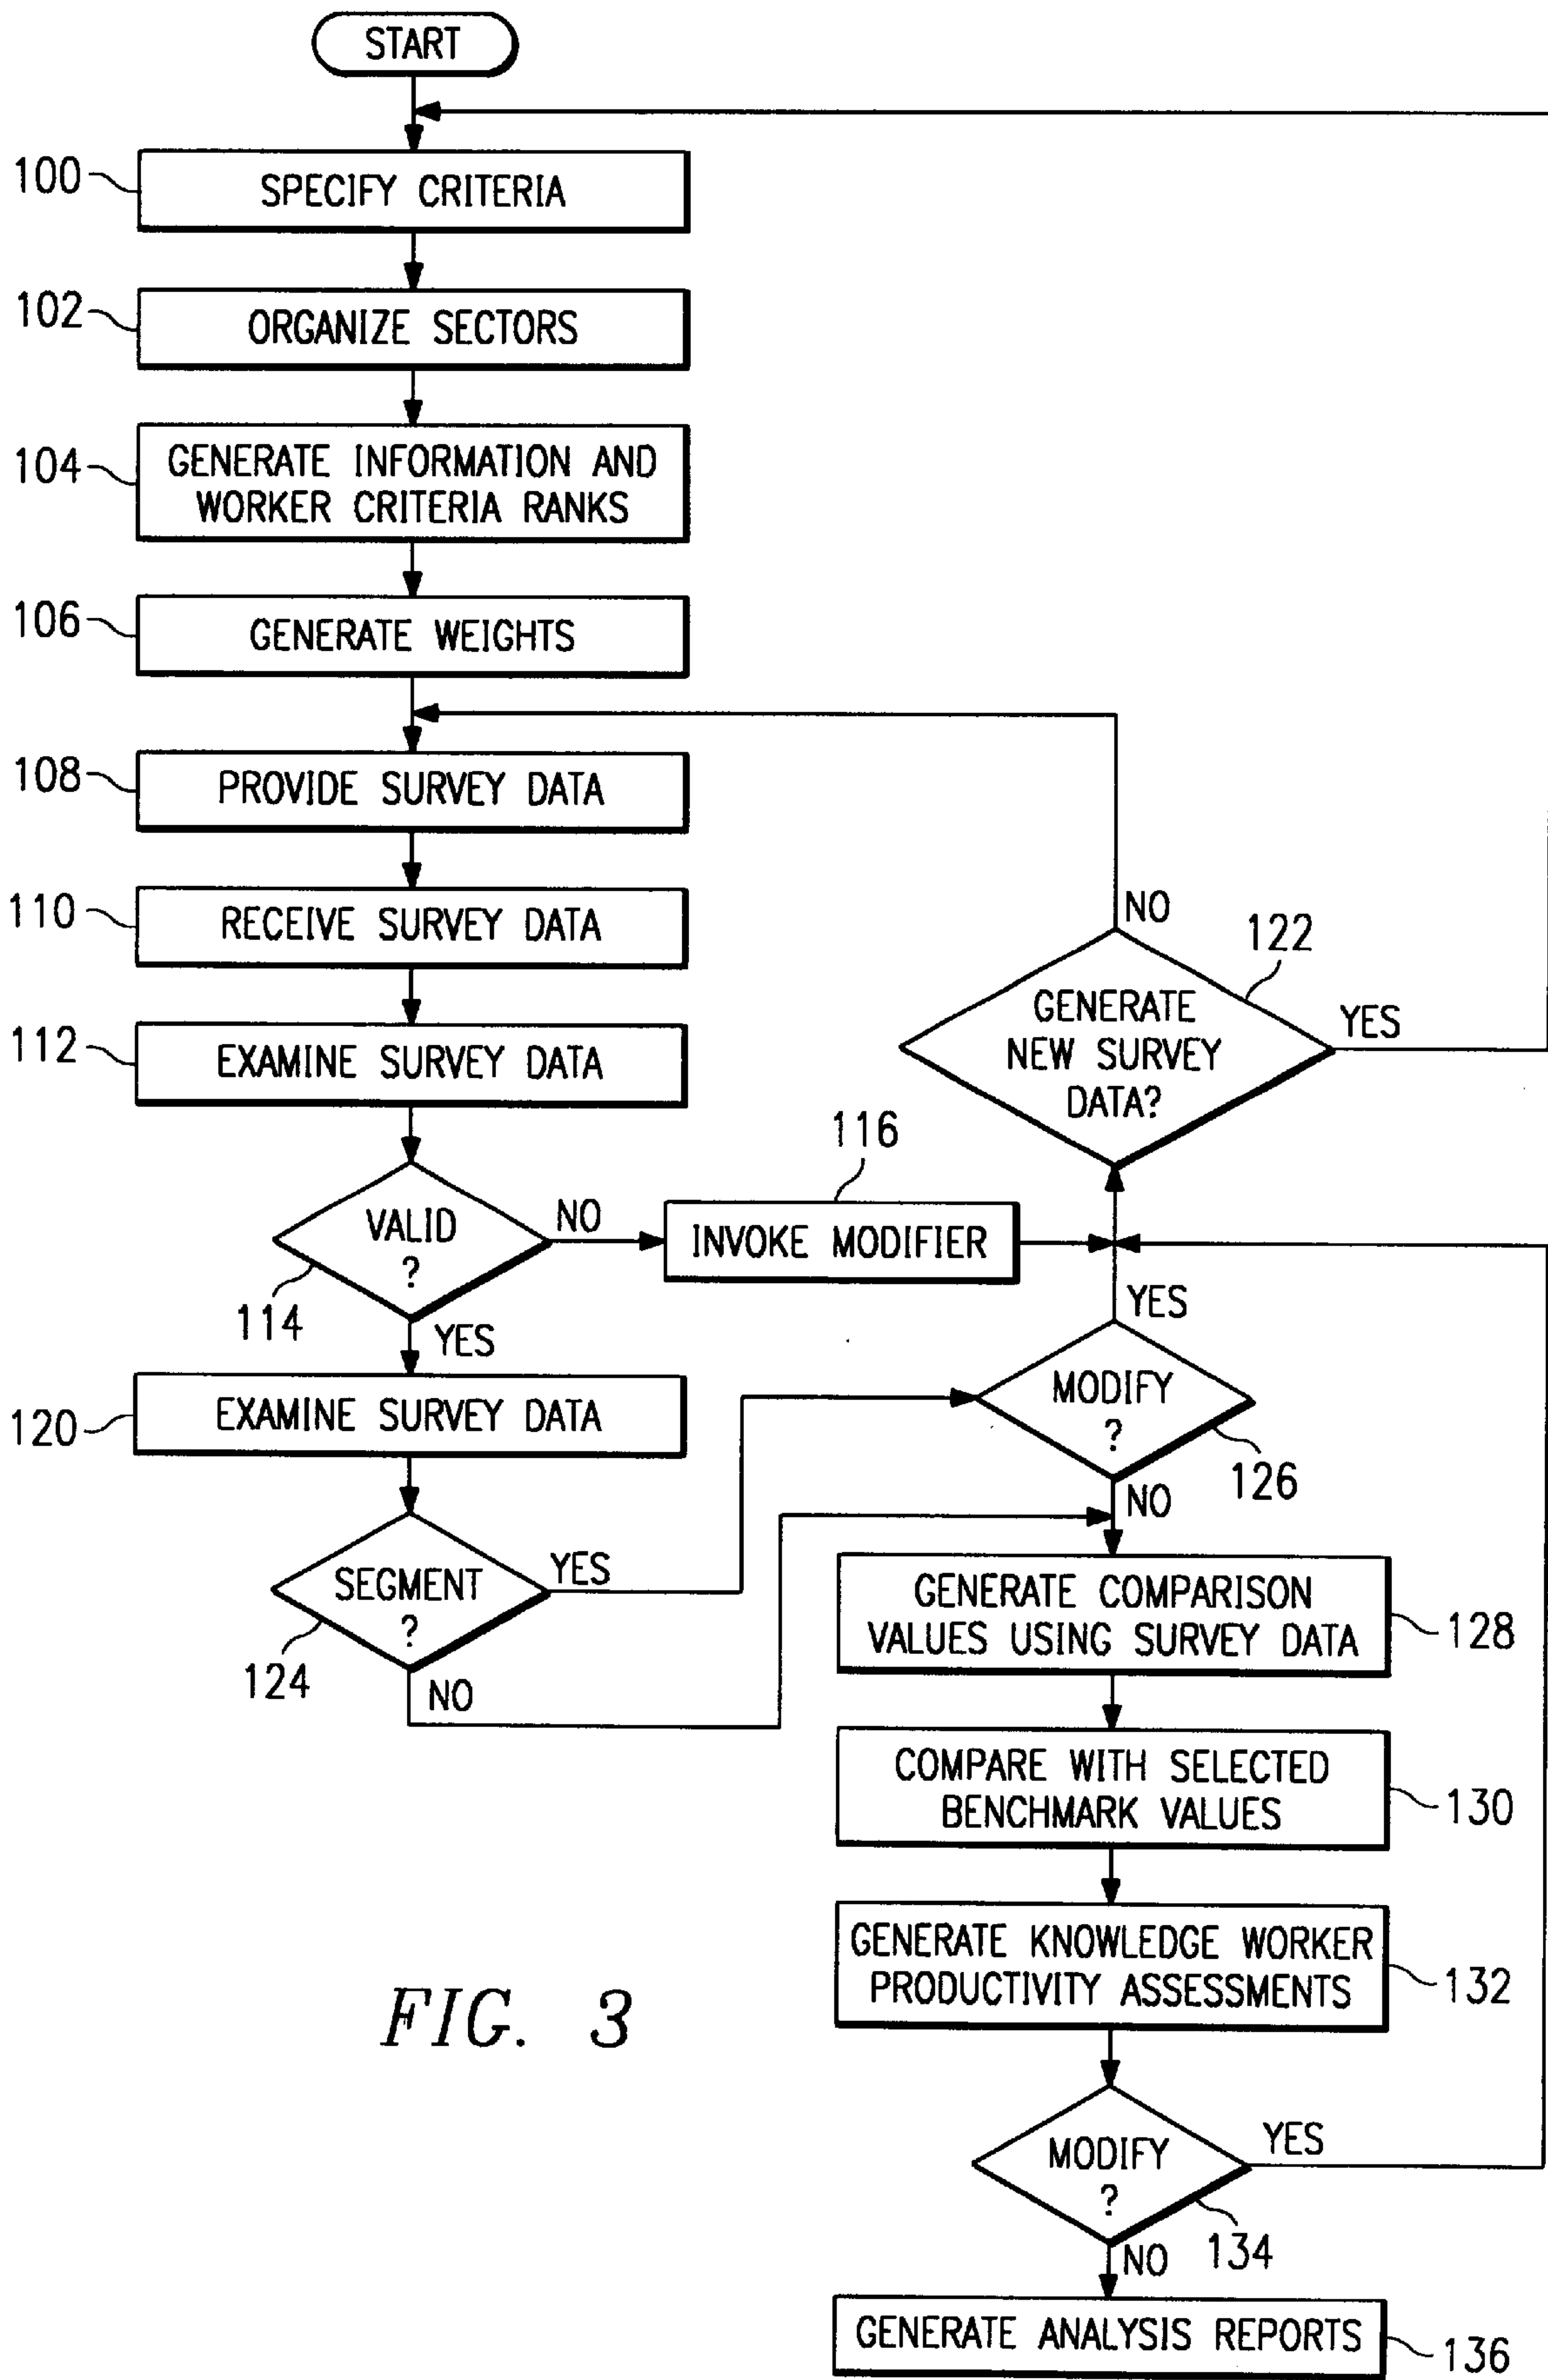 START
100
SPECIFY CRITERIA
102
ORGANIZE SECTORS
104
GENERATE INFORMATION AND
WORKER CRITERIA RANKS
106
GENERATE WEIGHTS
108
PROVIDE SURVEY DATA
110
RECEIVE SURVEY DATA
112
EXAMINE SURVEY DATA
VALID
?
114
NO
YES
116
INVOKE MODIFIER
NO
122
GENERATE
NEW SURVEY
DATA?
YES
120
EXAMINE SURVEY DATA
SEGMENT
?
124
YES
NO
YES
MODIFY
?
126
NO
GENERATE COMPARISON
VALUES USING SURVEY DATA
128
COMPARE WITH SELECTED
BENCHMARK VALUES
130
GENERATE KNOWLEDGE WORKER
PRODUCTIVITY ASSESSMENTS
132
MODIFY
?
YES
134
NO
GENERATE ANALYSIS REPORTS
136
FIG. 3